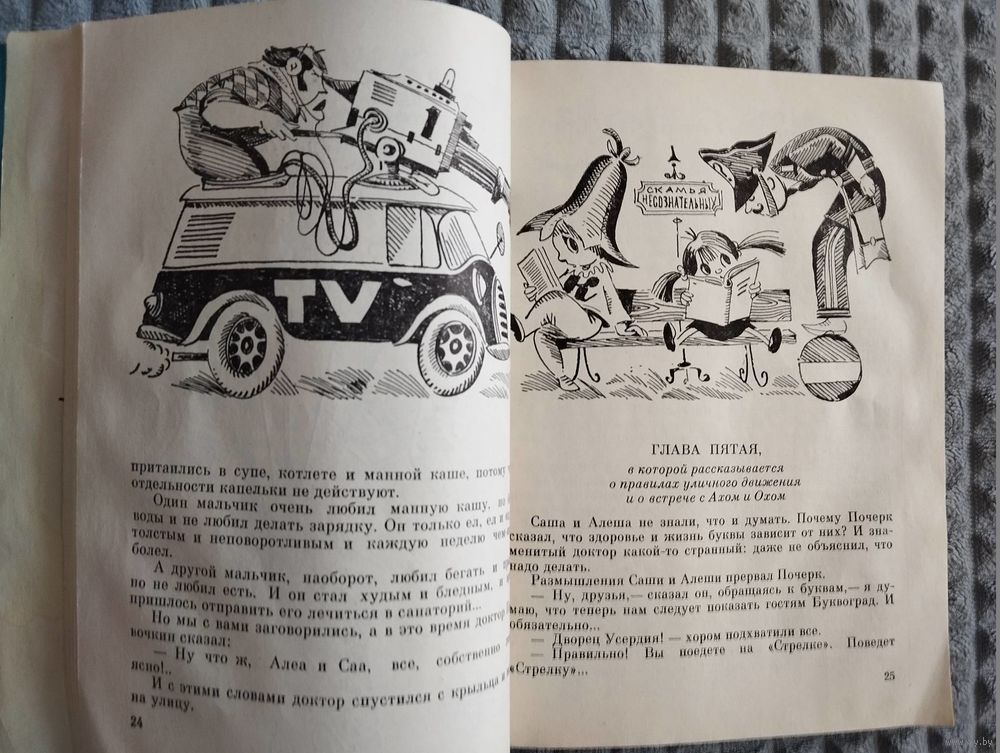 1
TV
притаились в супе, котлете и манной каше, потому
отдельности капельки не действуют.
Один мальчик очень любил манную кашу, но
воды и не любил делать зарядку. Он только ел, ел и
толстым и неповоротливым и каждую неделю чем
болел.
А другой мальчик, наоборот, любил бегать и
но не любил есть. И он стал худым и бледным, и
пришлось отправить его лечиться в санаторий...
Но мы с вами заговорились, а в это время доктор
вочкин сказал:
— Ну что ж, Алеа и Саа, все, собственно
ясно!..
И с этими словами доктор спустился с крыльца и
на улицу.
24
СКАМЬЯ
НЕСОЗНАТЕЛЬНЫХ
ГЛАВА ПЯТАЯ,
в которой рассказывается
о правилах уличного движения
и о встрече с Ахом и Охом
Саша и Алеша не знали, что и думать. Почему Почерк
сказал, что здоровье и жизнь буквы зависит от них? И зна-
менитый доктор какой-то странный: даже не объяснил, что
надо делать.
Размышления Саши и Алеши прервал Почерк.
— Ну, друзья,— сказал он, обращаясь к буквам,— я ду-
маю, что теперь нам следует показать гостям Буквоград. И
обязательно...
— Дворец Усердия! — хором подхватили все.
— Правильно! Вы поедете на «Стрелке». Поведет
«Стрелку»...
25